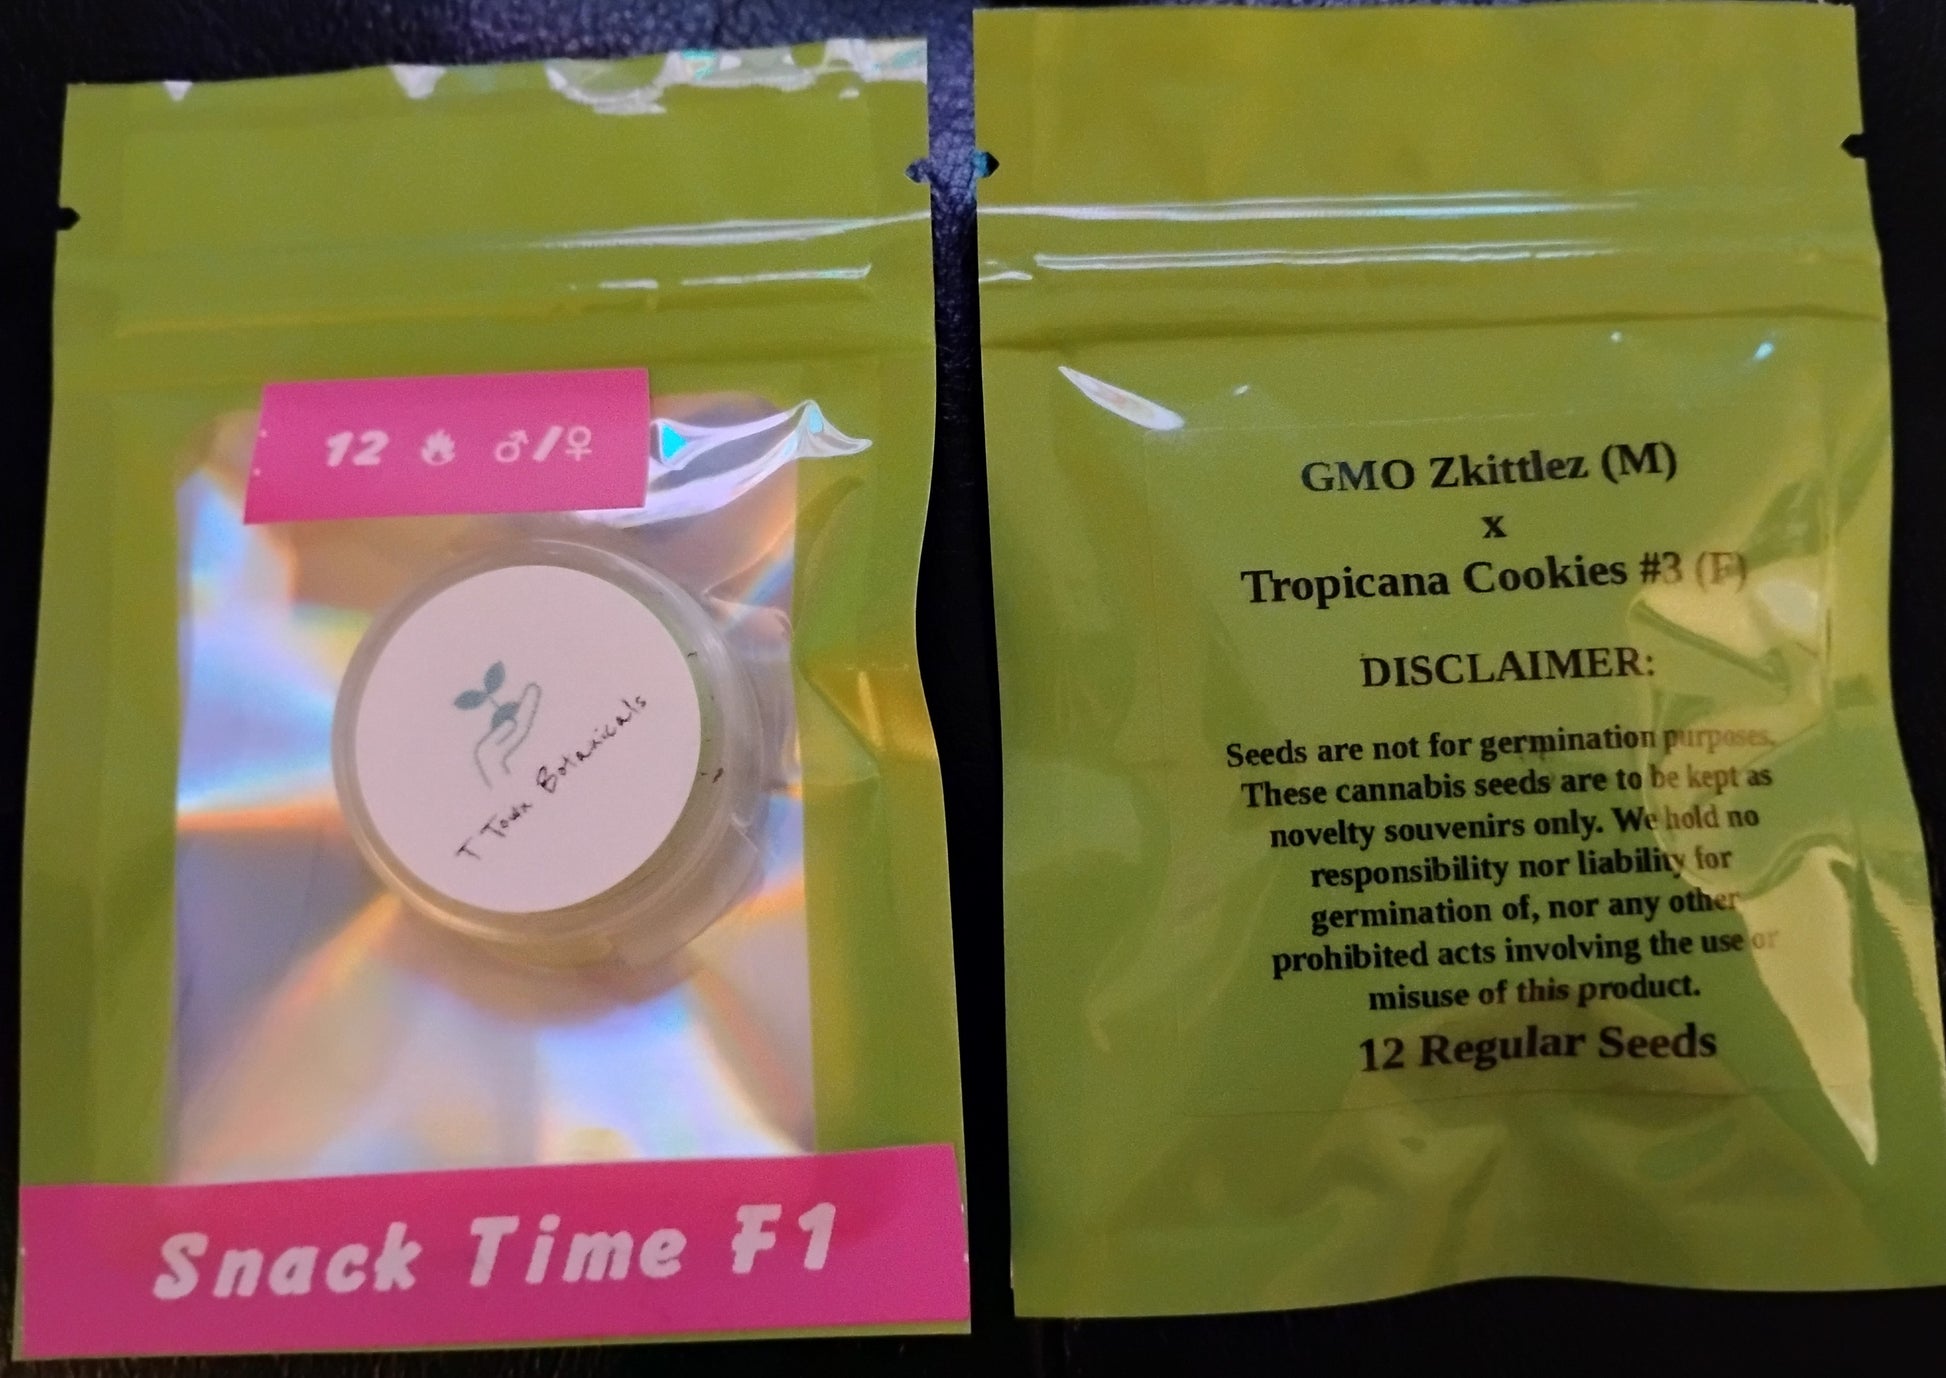 12 🔥 ♂/♀
T Town Botanicals
Snack Time F1
GMO Zkittlez (M)
x
Tropicana Cookies #3 (F)
DISCLAIMER:
Seeds are not for germination purposes.
These cannabis seeds are to be kept as
novelty souvenirs only. We hold no
responsibility nor liability for
germination of, nor any other
prohibited acts involving the use or
misuse of this product.
12 Regular Seeds